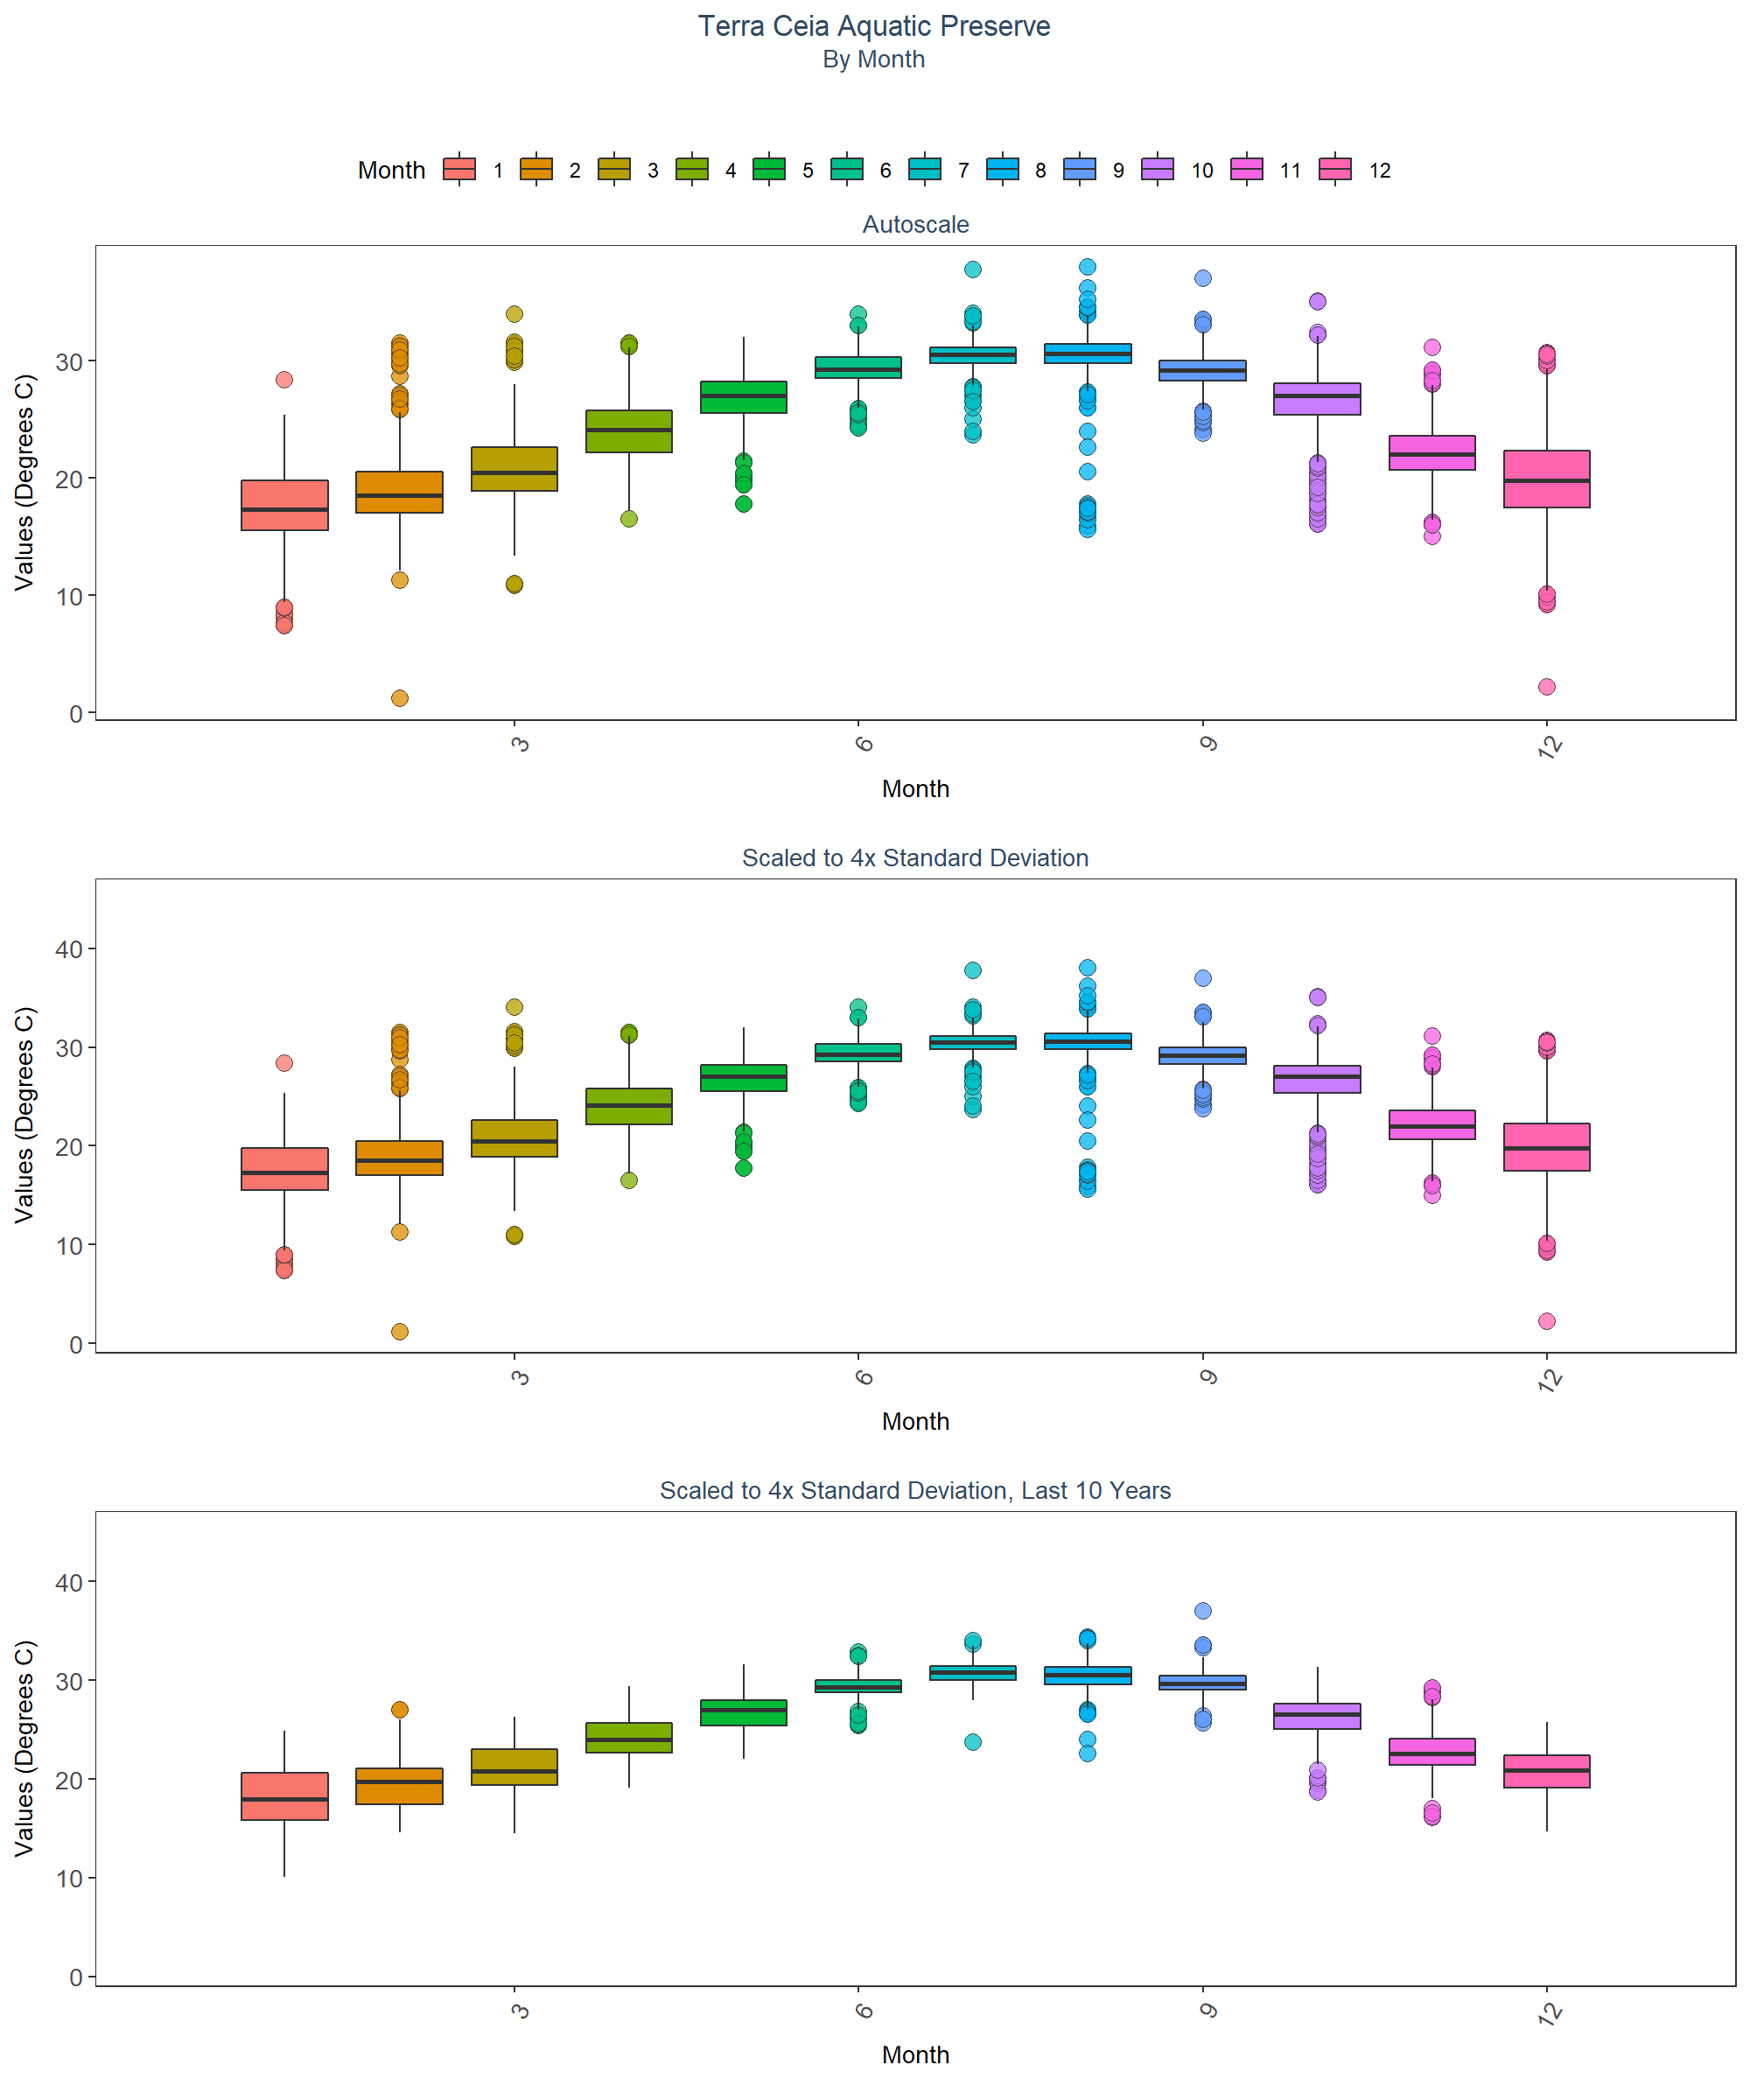 Terra Ceia Aquatic Preserve
By Month
Month 1 2 3 4 5 6 7 8 9 10 11 12
Autoscale
Values (Degrees C)
30
20
10
0
3 6 9 12
Month
Scaled to 4x Standard Deviation
Values (Degrees C)
40
30
20
10
0
3 6 9 12
Month
Scaled to 4x Standard Deviation, Last 10 Years
Values (Degrees C)
40
30
20
10
0
3 6 9 12
Month